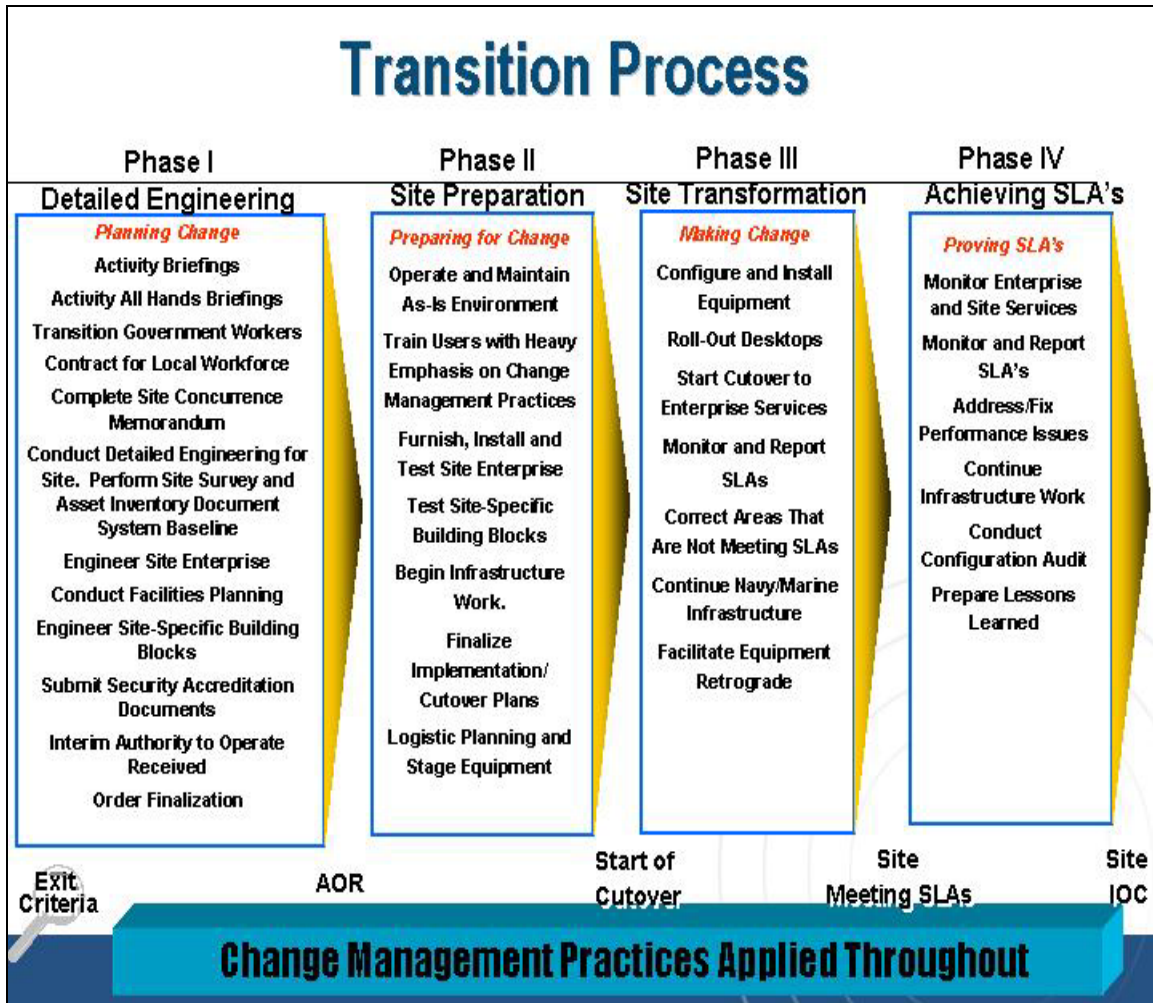 Transition Process
Phase I
Detailed Engineering
Planning Change
Activity Briefings
Activity All Hands Briefings
Transition Government Workers
Contract for Local Workforce
Complete Site Concurrence
Memorandum
Conduct Detailed Engineering for
Site. Perform Site Survey and
Asset Inventory Document
System Baseline
Engineer Site Enterprise
Conduct Facilities Planning
Engineer Site-Specific Building
Blocks
Submit Security Accreditation
Documents
Interim Authority to Operate
Received
Order Finalization
Phase II
Site Preparation
Preparing for Change
Operate and Maintain
As-Is Environment
Train Users with Heavy
Emphasis on Change
Management Practices
Furnish, Install and
Test Site Enterprise
Test Site-Specific
Building Blocks
Begin Infrastructure
Work.
Finalize
Implementation/
Cutover Plans
Logistic Planning and
Stage Equipment
Phase III
Site Transformation
Making Change
Configure and Install
Equipment
Roll-Out Desktops
Start Cutover to
Enterprise Services
Monitor and Report
SLAs
Correct Areas That
Are Not Meeting SLAs
Continue Navy/Marine
Infrastructure
Facilitate Equipment
Retrograde
Phase IV
Achieving SLA's
Proving SLA's
Monitor Enterprise
and Site Services
Monitor and Report
SLA's
Address/Fix
Performance Issues
Continue
Infrastructure Work
Conduct
Configuration Audit
Prepare Lessons
Learned
Exit
Criteria
AOR
Start of
Cutover
Site
Meeting SLAs
Site
IOC
Change Management Practices Applied Throughout